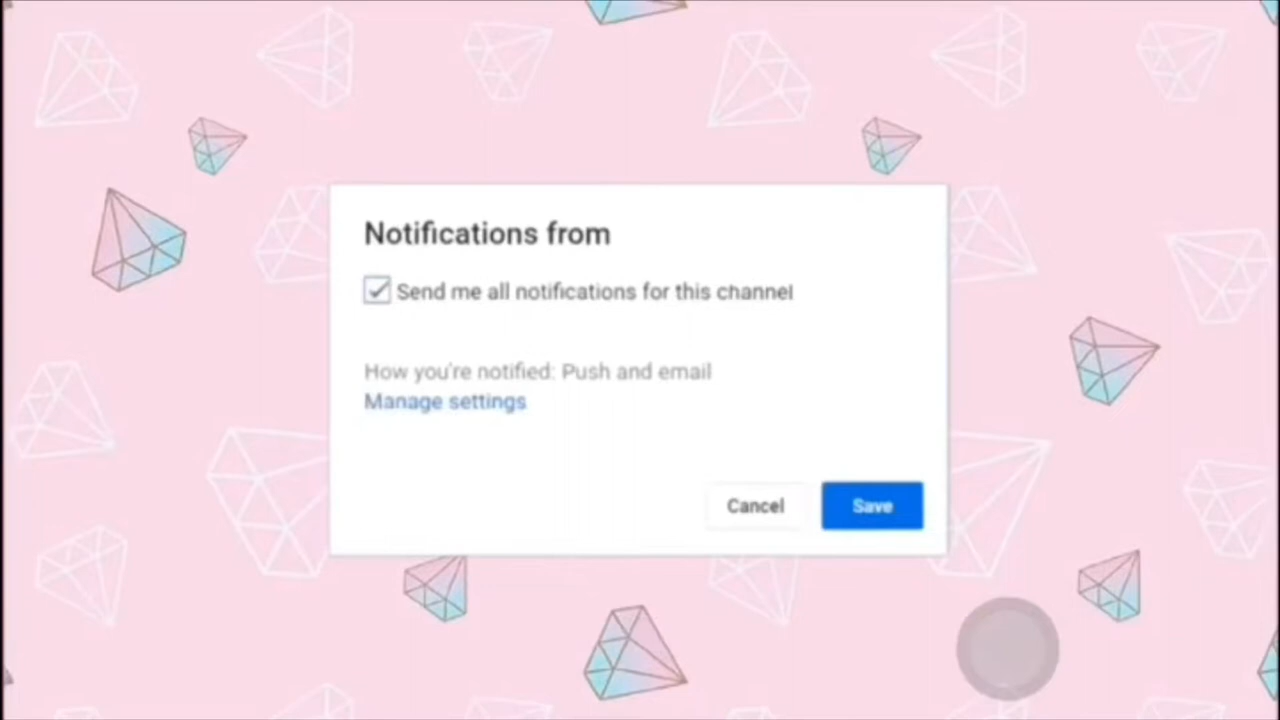 Notifications from
Send me all notifications for this channel
How you're notified: Push and email
Manage settings
Cancel
Save